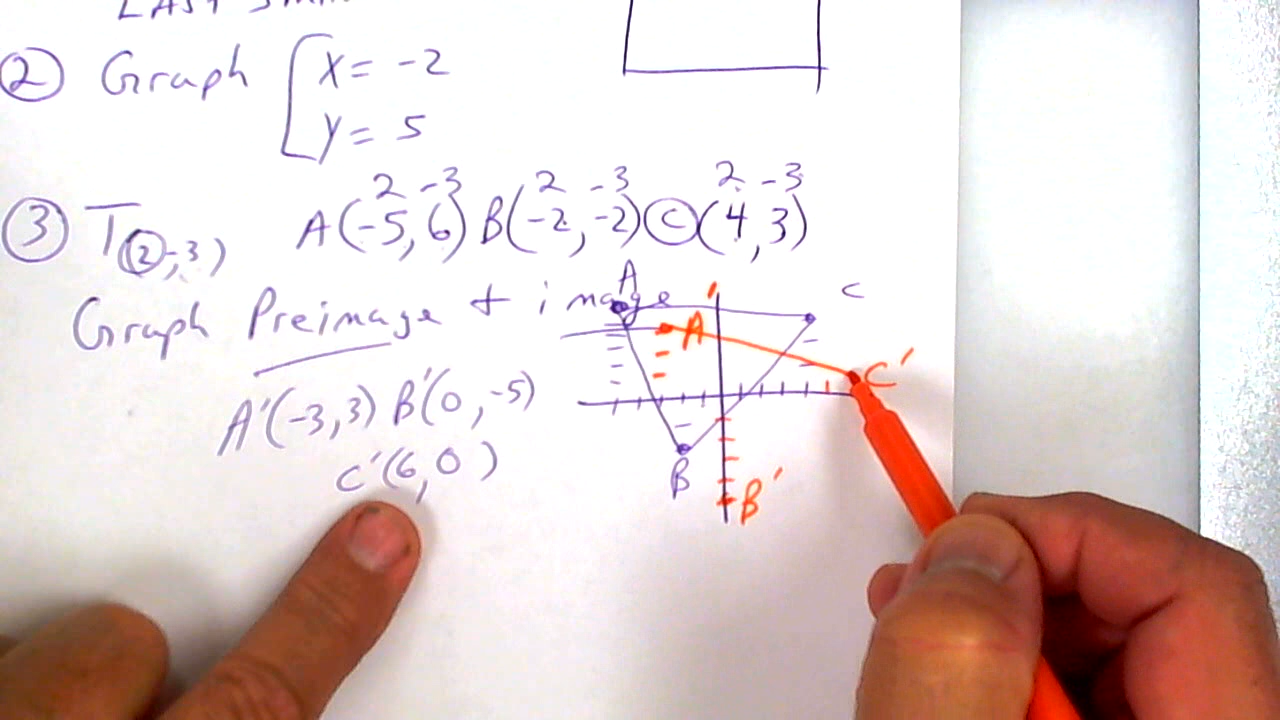 ② Graph { x = -2
y = 5
2 -3 2 -3 2 -3
③ T(2,-3) A(-5,6) B(-2,-2) C(4,3)
Graph Preimage + image
A'(-3,3) B'(0,-5)
C'(6,0)
A
C
A
C'
B
B'